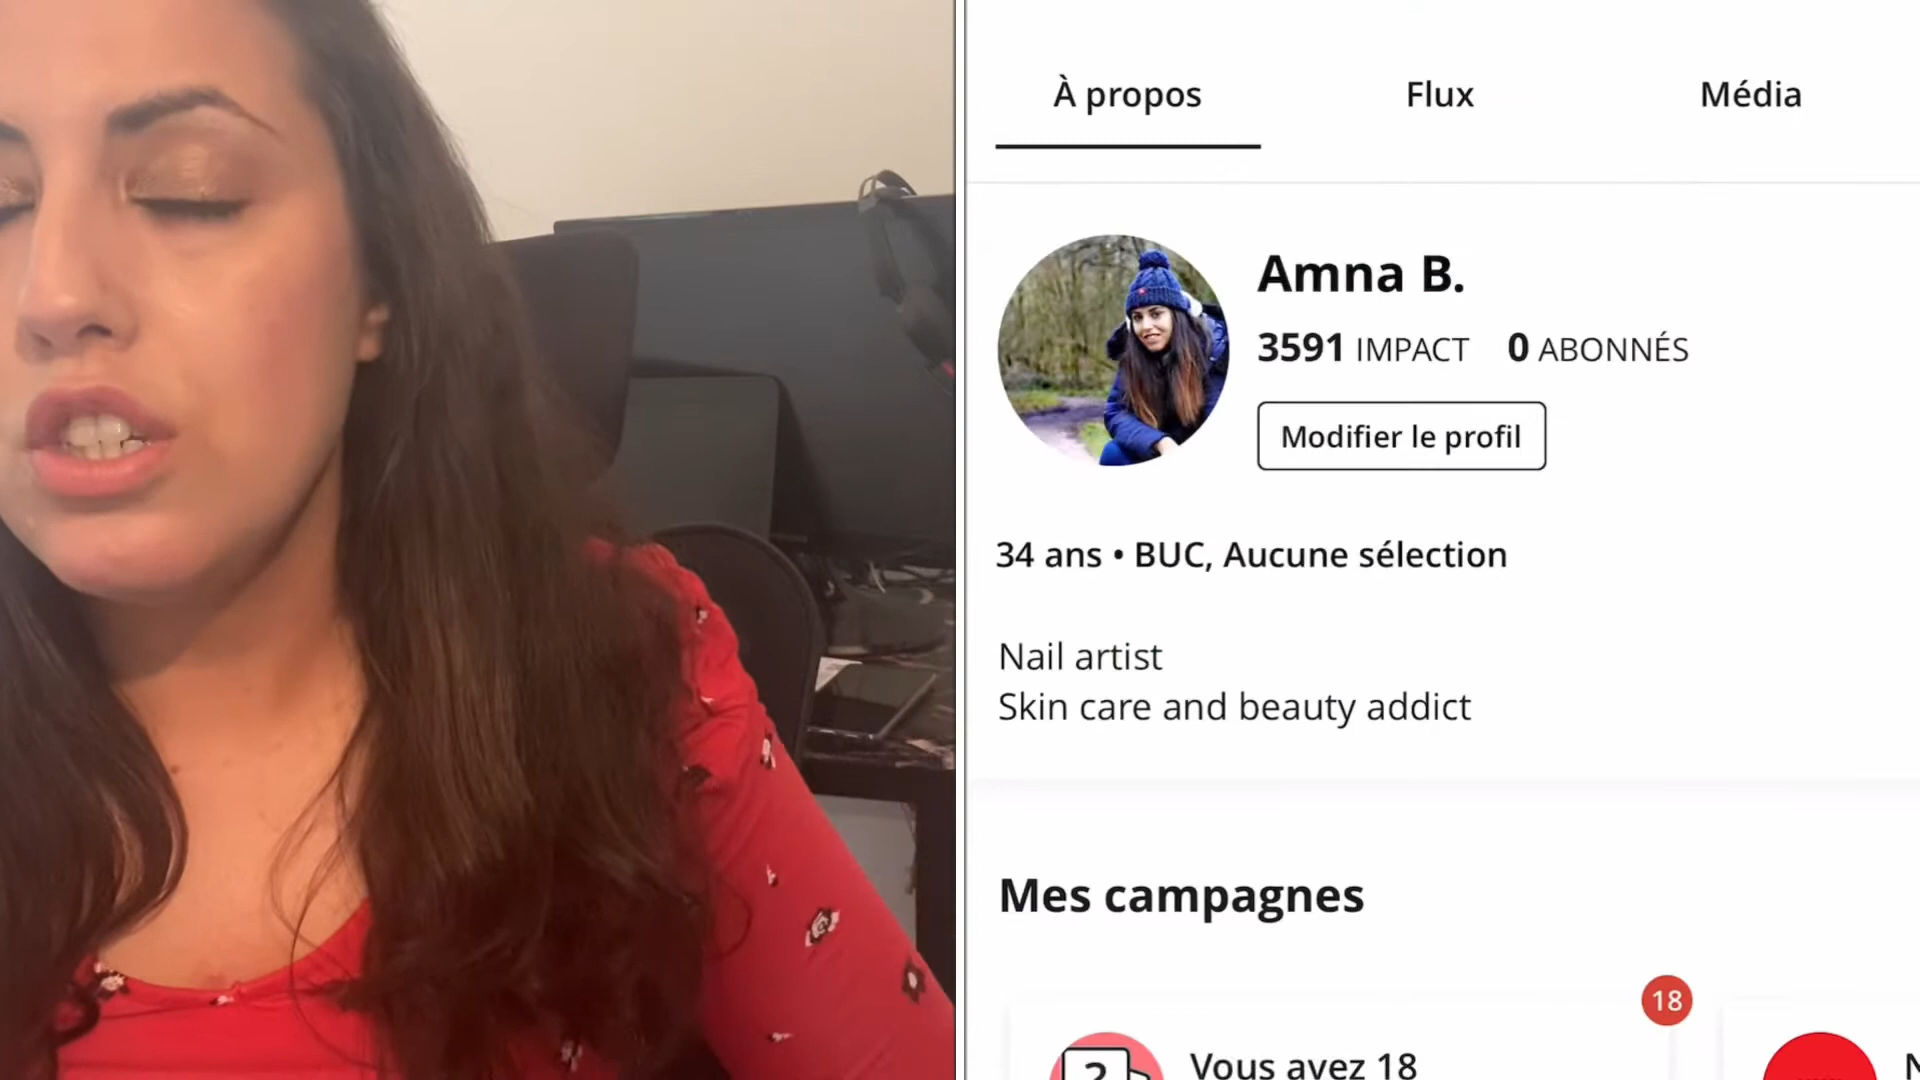 À propos
Flux
Média
Amna B.
3591 IMPACT 0 ABONNÉS
Modifier le profil
34 ans • BUC, Aucune sélection
Nail artist
Skin care and beauty addict
Mes campagnes
18
?
Vous avez 18
N